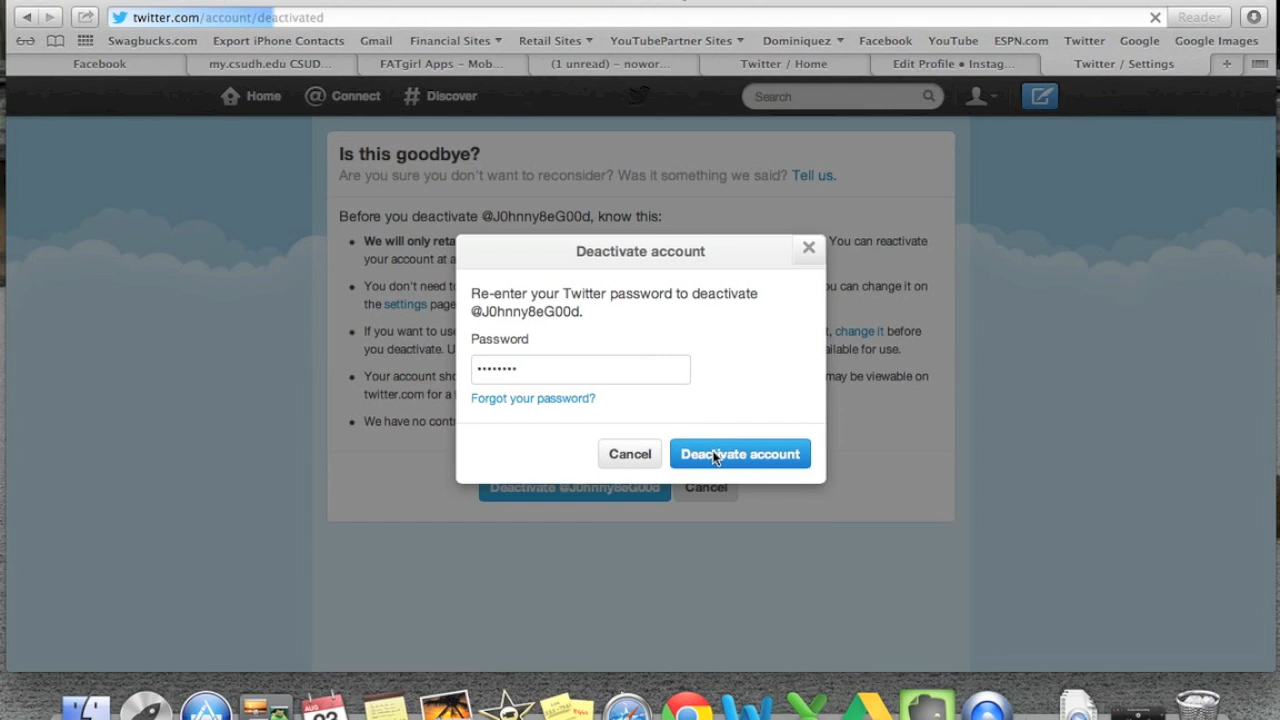 twitter.com/account/deactivated
Reader
Swagbucks.com Export iPhone Contacts Gmail Financial Sites Retail Sites YouTubePartner Sites Dominiquez Facebook YouTube ESPN.com Twitter Google Google Images
Facebook my.csudh.edu CSUD... FATgirl Apps – Mob... (1 unread) – nowor... Twitter / Home Edit Profile • Instag... Twitter / Settings +
Home @ Connect # Discover Search
Is this goodbye?
Are you sure you don't want to reconsider? Was it something we said? Tell us.
Before you deactivate @J0hnny8eG00d, know this:
We will only reta
You can reactivate
your account at a
You don't need to
you can change it on
the settings page
If you want to use
, change it before
you deactivate. U
ailable for use.
Your account sho
may be viewable on
twitter.com for a f
We have no cont
Deactivate account
Re-enter your Twitter password to deactivate
@J0hnny8eG00d.
Password
••••••••
Forgot your password?
Cancel Deactivate account
Deactivate @J0hnny8eG00d Cancel
AUG